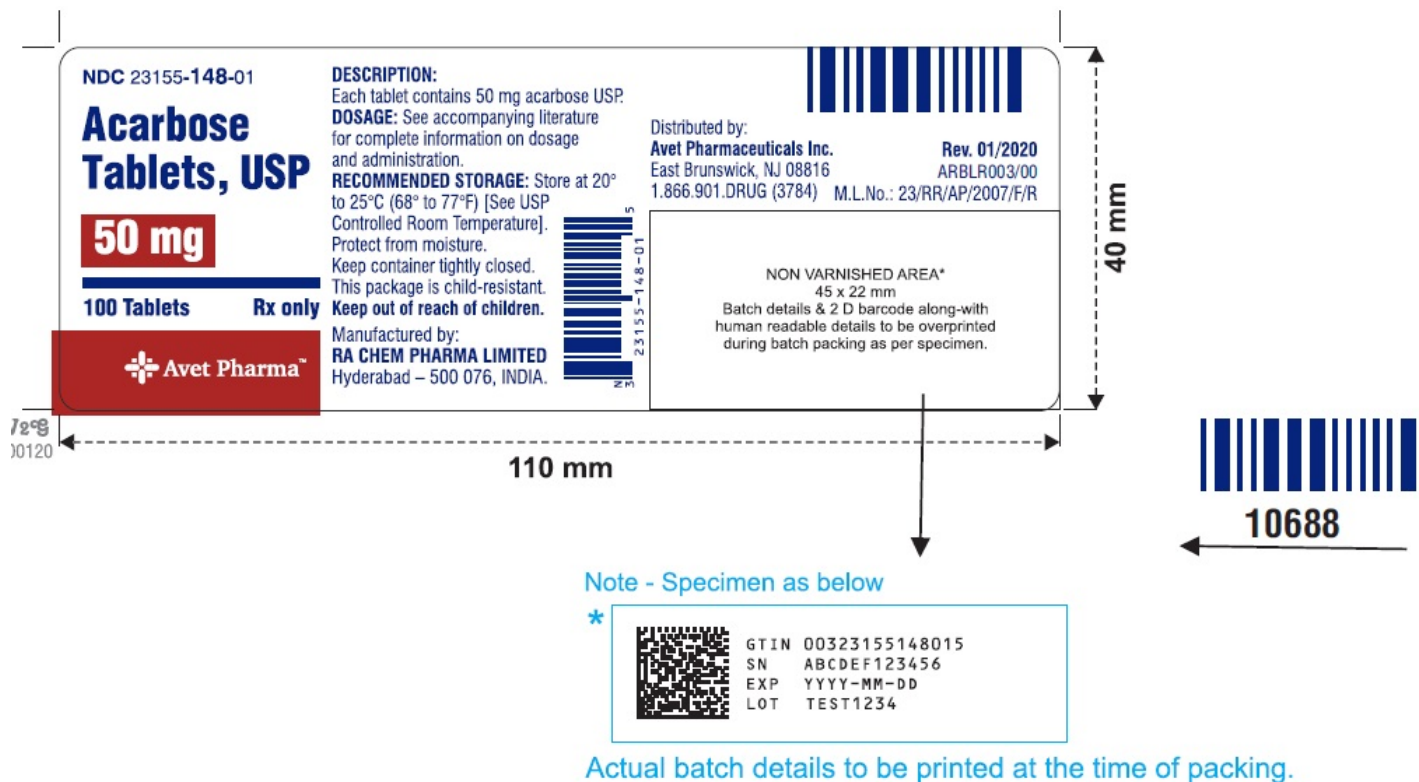 NDC 23155-148-01
Acarbose
Tablets, USP
50 mg
100 Tablets Rx only
Avet Pharma™
DESCRIPTION:
Each tablet contains 50 mg acarbose USP.
DOSAGE: See accompanying literature
for complete information on dosage
and administration.
RECOMMENDED STORAGE: Store at 20°
to 25°C (68° to 77°F) [See USP
Controlled Room Temperature].
Protect from moisture.
Keep container tightly closed.
This package is child-resistant.
Keep out of reach of children.
Manufactured by:
RA CHEM PHARMA LIMITED
Hyderabad – 500 076, INDIA.
N 3 23155-148-01 5
Distributed by:
Avet Pharmaceuticals Inc.
East Brunswick, NJ 08816
1.866.901.DRUG (3784)
Rev. 01/2020
ARBLR003/00
M.L.No.: 23/RR/AP/2007/F/R
NON VARNISHED AREA*
45 x 22 mm
Batch details & 2 D barcode along-with
human readable details to be overprinted
during batch packing as per specimen.
40 mm
110 mm
10688
Note - Specimen as below
*
GTIN 00323155148015
SN ABCDEF123456
EXP YYYY-MM-DD
LOT TEST1234
Actual batch details to be printed at the time of packing.